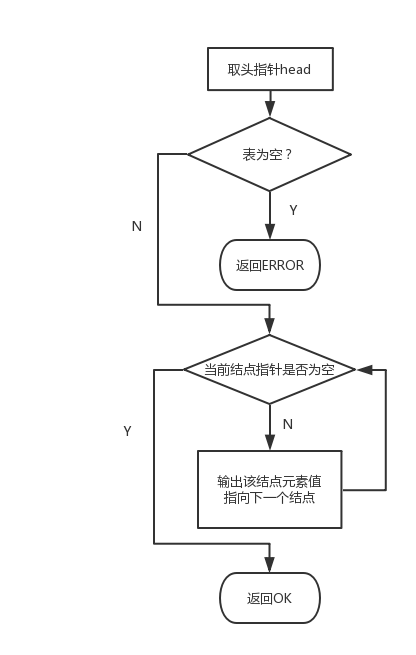 取头指针head
表为空？
N
Y
返回ERROR
当前结点指针是否为空
Y
N
输出该结点元素值
指向下一个结点
返回OK